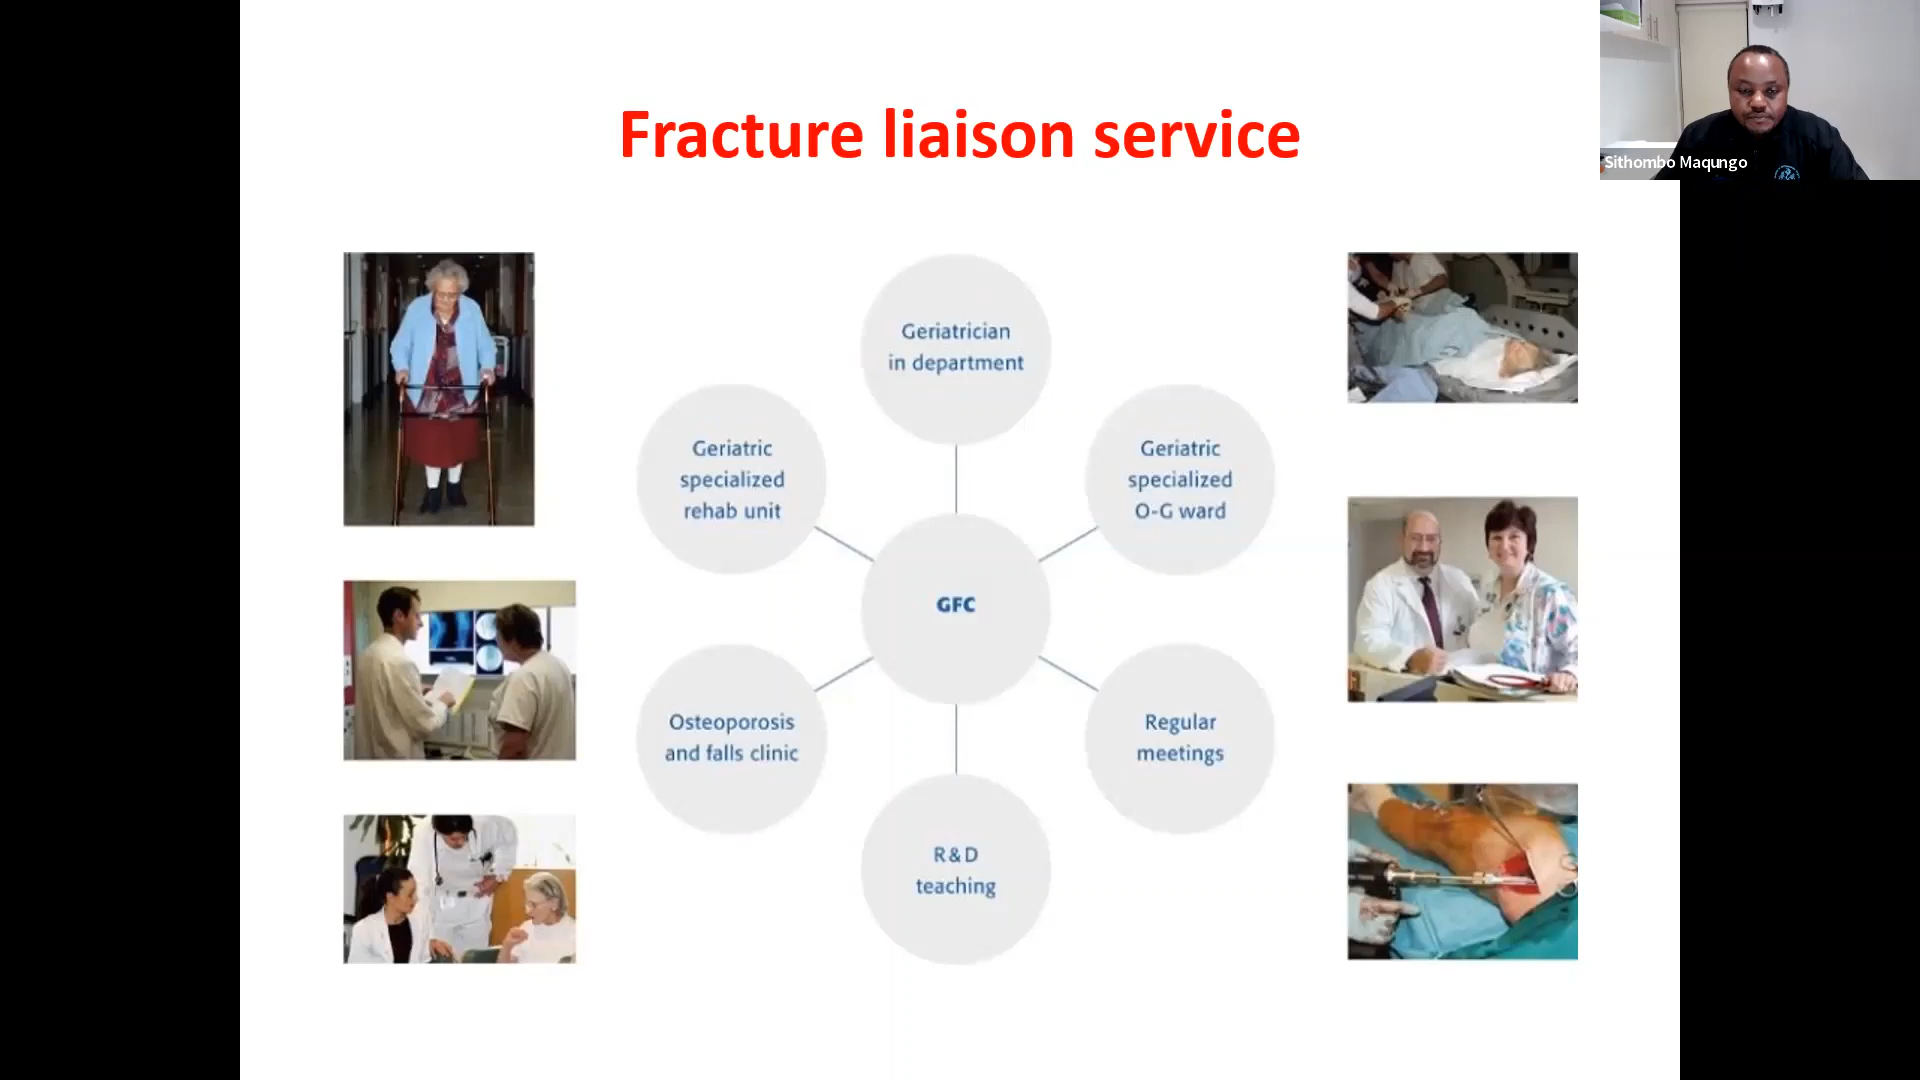 Fracture liaison service
Sithombo Maqungo
Geriatrician
in department
Geriatric
specialized
rehab unit
Geriatric
specialized
O-G ward
GFC
Osteoporosis
and falls clinic
Regular
meetings
R & D
teaching